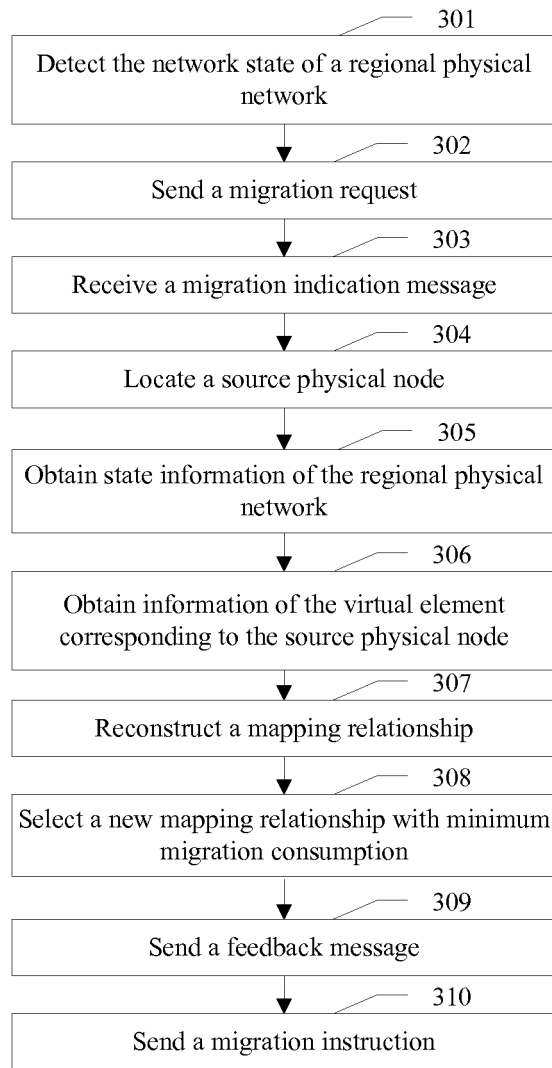 301
Detect the network state of a regional physical
network
302
Send a migration request
303
Receive a migration indication message
304
Locate a source physical node
305
Obtain state information of the regional physical
network
306
Obtain information of the virtual element
corresponding to the source physical node
307
Reconstruct a mapping relationship
308
Select a new mapping relationship with minimum
migration consumption
309
Send a feedback message
310
Send a migration instruction